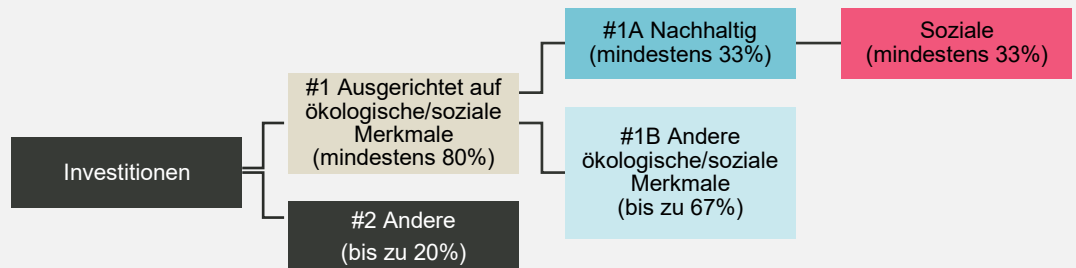 Investitionen
#1 Ausgerichtet auf
ökologische/soziale
Merkmale
(mindestens 80%)
#2 Andere
(bis zu 20%)
#1A Nachhaltig
(mindestens 33%)
#1B Andere
ökologische/soziale
Merkmale
(bis zu 67%)
Soziale
(mindestens 33%)